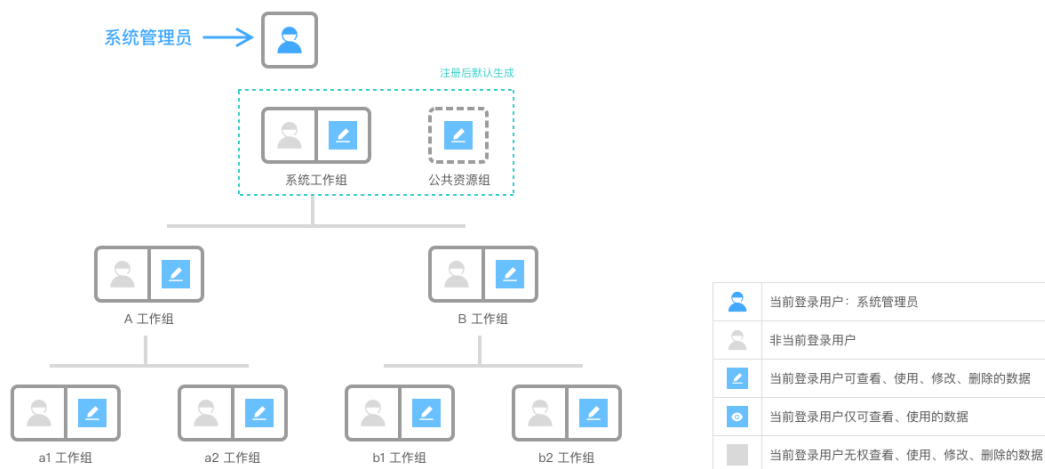 系统管理员
注册后默认生成
系统工作组
公共资源组
A 工作组
B 工作组
a1 工作组
a2 工作组
b1 工作组
b2 工作组
当前登录用户：系统管理员
非当前登录用户
当前登录用户可查看、使用、修改、删除的数据
当前登录用户仅可查看、使用的数据
当前登录用户无权查看、使用、修改、删除的数据